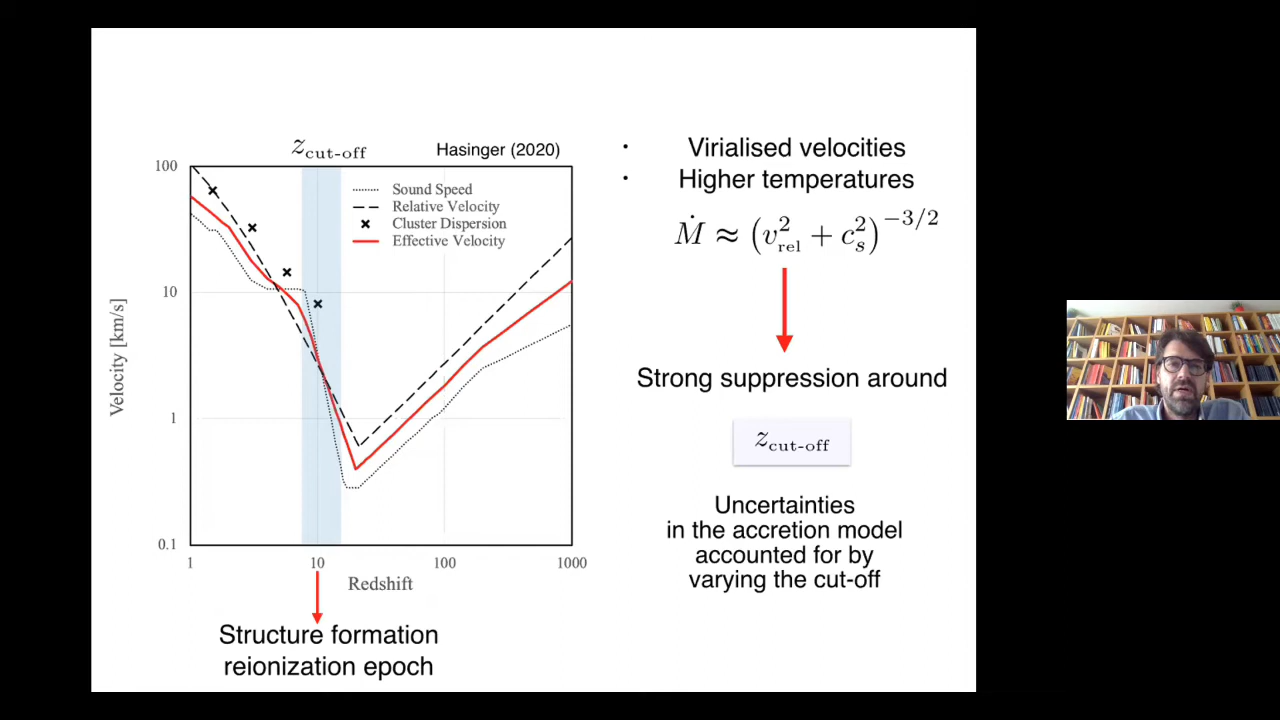 z_cut-off
Hasinger (2020)
100
10
1
0.1
Velocity [km/s]
Sound Speed
Relative Velocity
Cluster Dispersion
Effective Velocity
1
10
100
1000
Redshift
Structure formation
reionization epoch
• Virialised velocities
• Higher temperatures
Ṁ ≈ (v²_rel + c²_s)^−3/2
Strong suppression around
z_cut-off
Uncertainties
in the accretion model
accounted for by
varying the cut-off